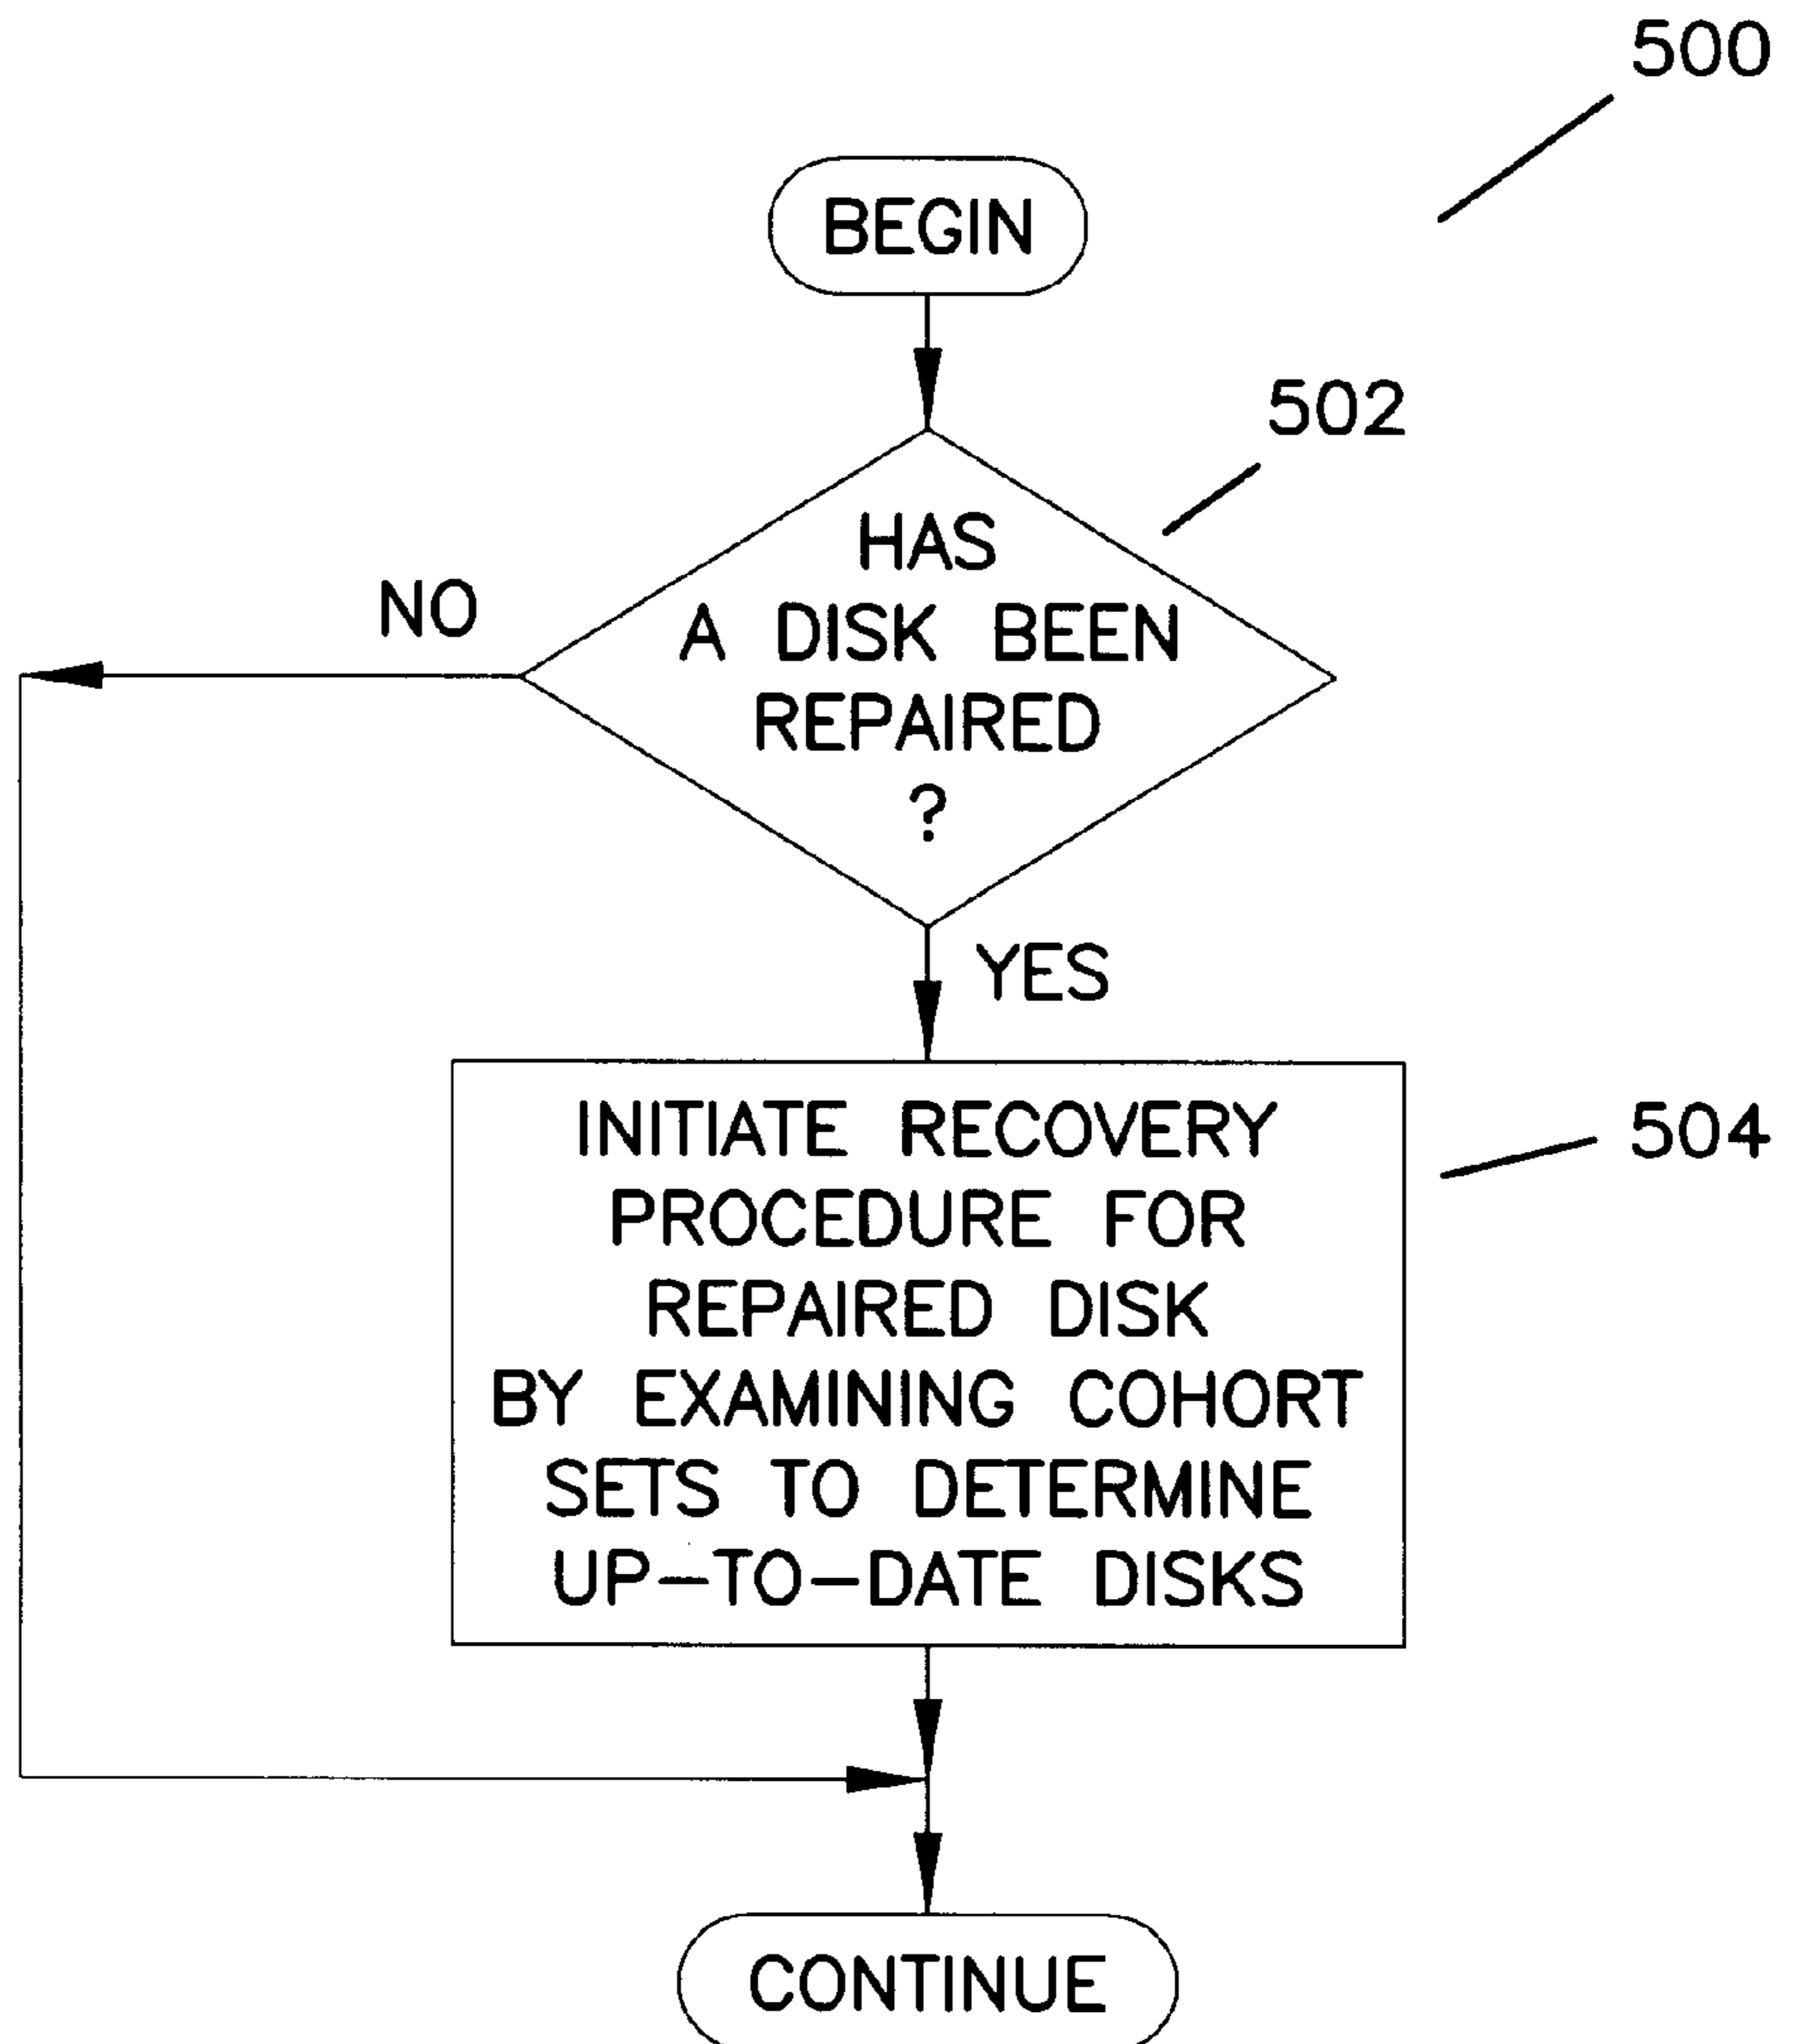 500
BEGIN
502
HAS
A DISK BEEN
REPAIRED
?
NO
YES
INITIATE RECOVERY
PROCEDURE FOR
REPAIRED DISK
BY EXAMINING COHORT
SETS TO DETERMINE
UP—TO—DATE DISKS
504
CONTINUE